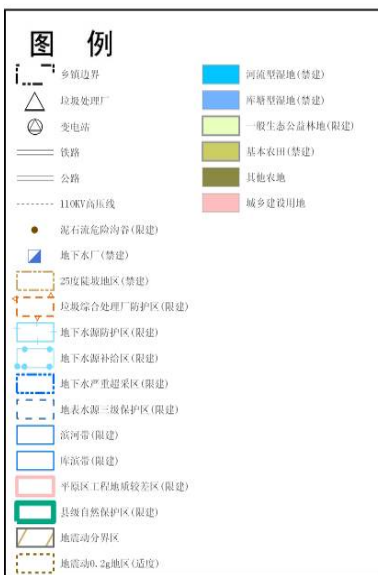 图 例
乡镇边界
垃圾处理厂
变电站
铁路
公路
110KV高压线
泥石流危险沟谷(限建)
地下水厂(禁建)
25度陡坡地区(禁建)
垃圾综合处理厂防护区(限建)
地下水源防护区(限建)
地下水源补给区(限建)
地下水严重超采区(限建)
地表水源三级保护区(限建)
滨河带(限建)
库滨带(限建)
平原区工程地质较差区(限建)
县级自然保护区(限建)
地震动分界区
地震动0.2g地区(适度)
河流型湿地(禁建)
库塘型湿地(禁建)
一般生态公益林地(限建)
基本农田(禁建)
其他农地
城乡建设用地